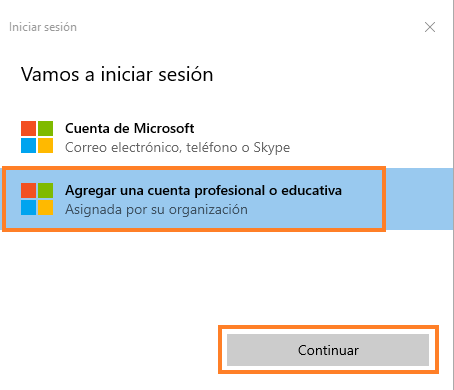 Iniciar sesión
Vamos a iniciar sesión
Cuenta de Microsoft
Correo electrónico, teléfono o Skype
Agregar una cuenta profesional o educativa
Asignada por su organización
Continuar